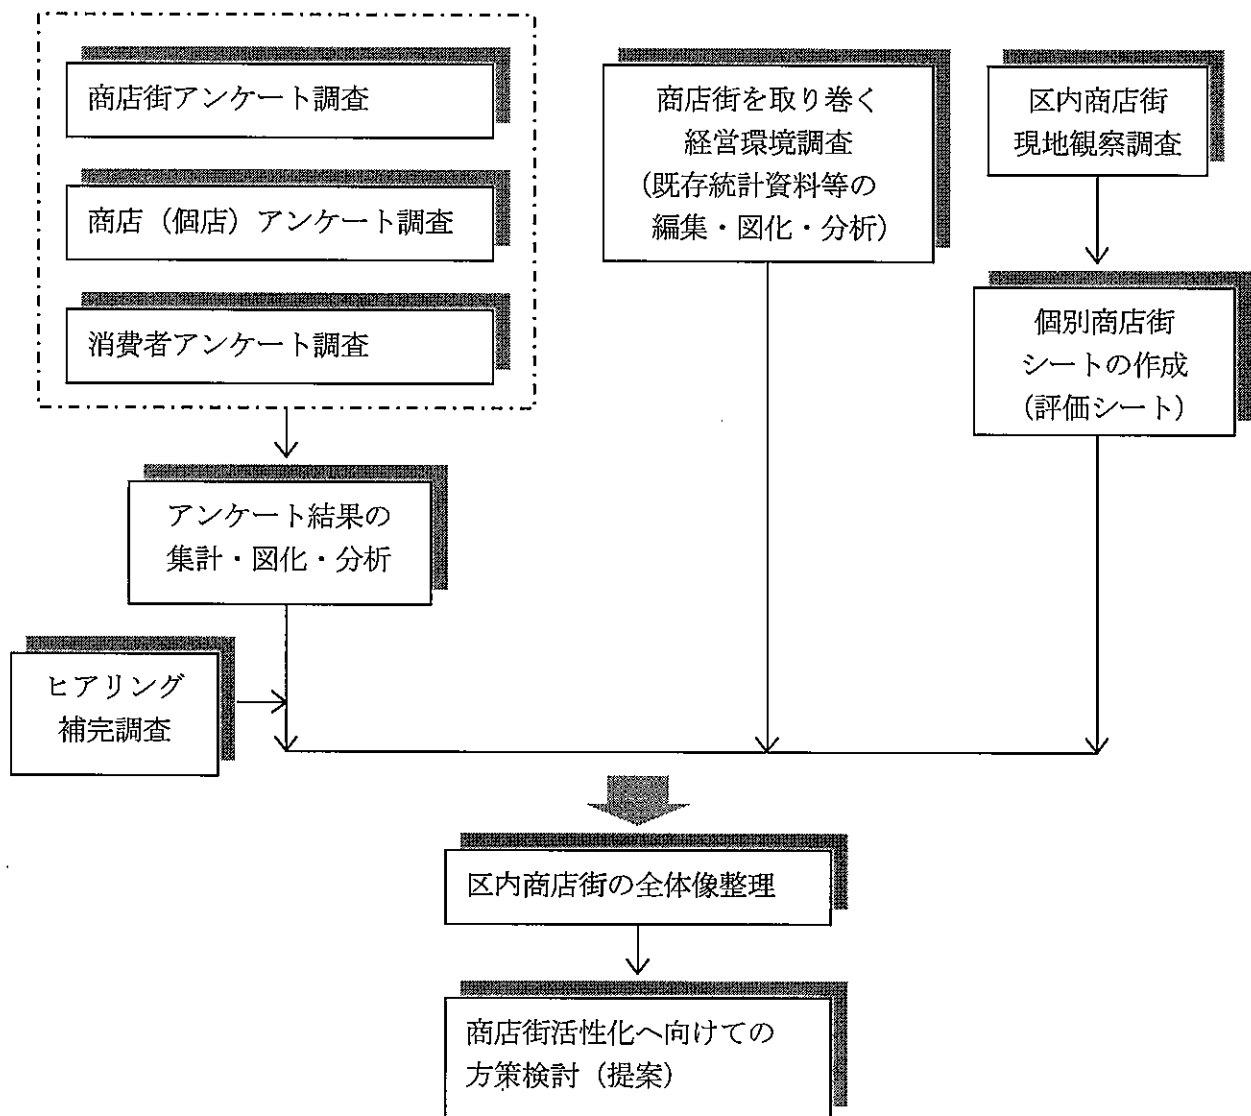 商店街アンケート調査
商店（個店）アンケート調査
消費者アンケート調査
アンケート結果の
集計・図化・分析
ヒアリング
補完調査
商店街を取り巻く
経営環境調査
（既存統計資料等の
編集・図化・分析）
区内商店街
現地観察調査
個別商店街
シートの作成
（評価シート）
区内商店街の全体像整理
商店街活性化へ向けての
方策検討（提案）